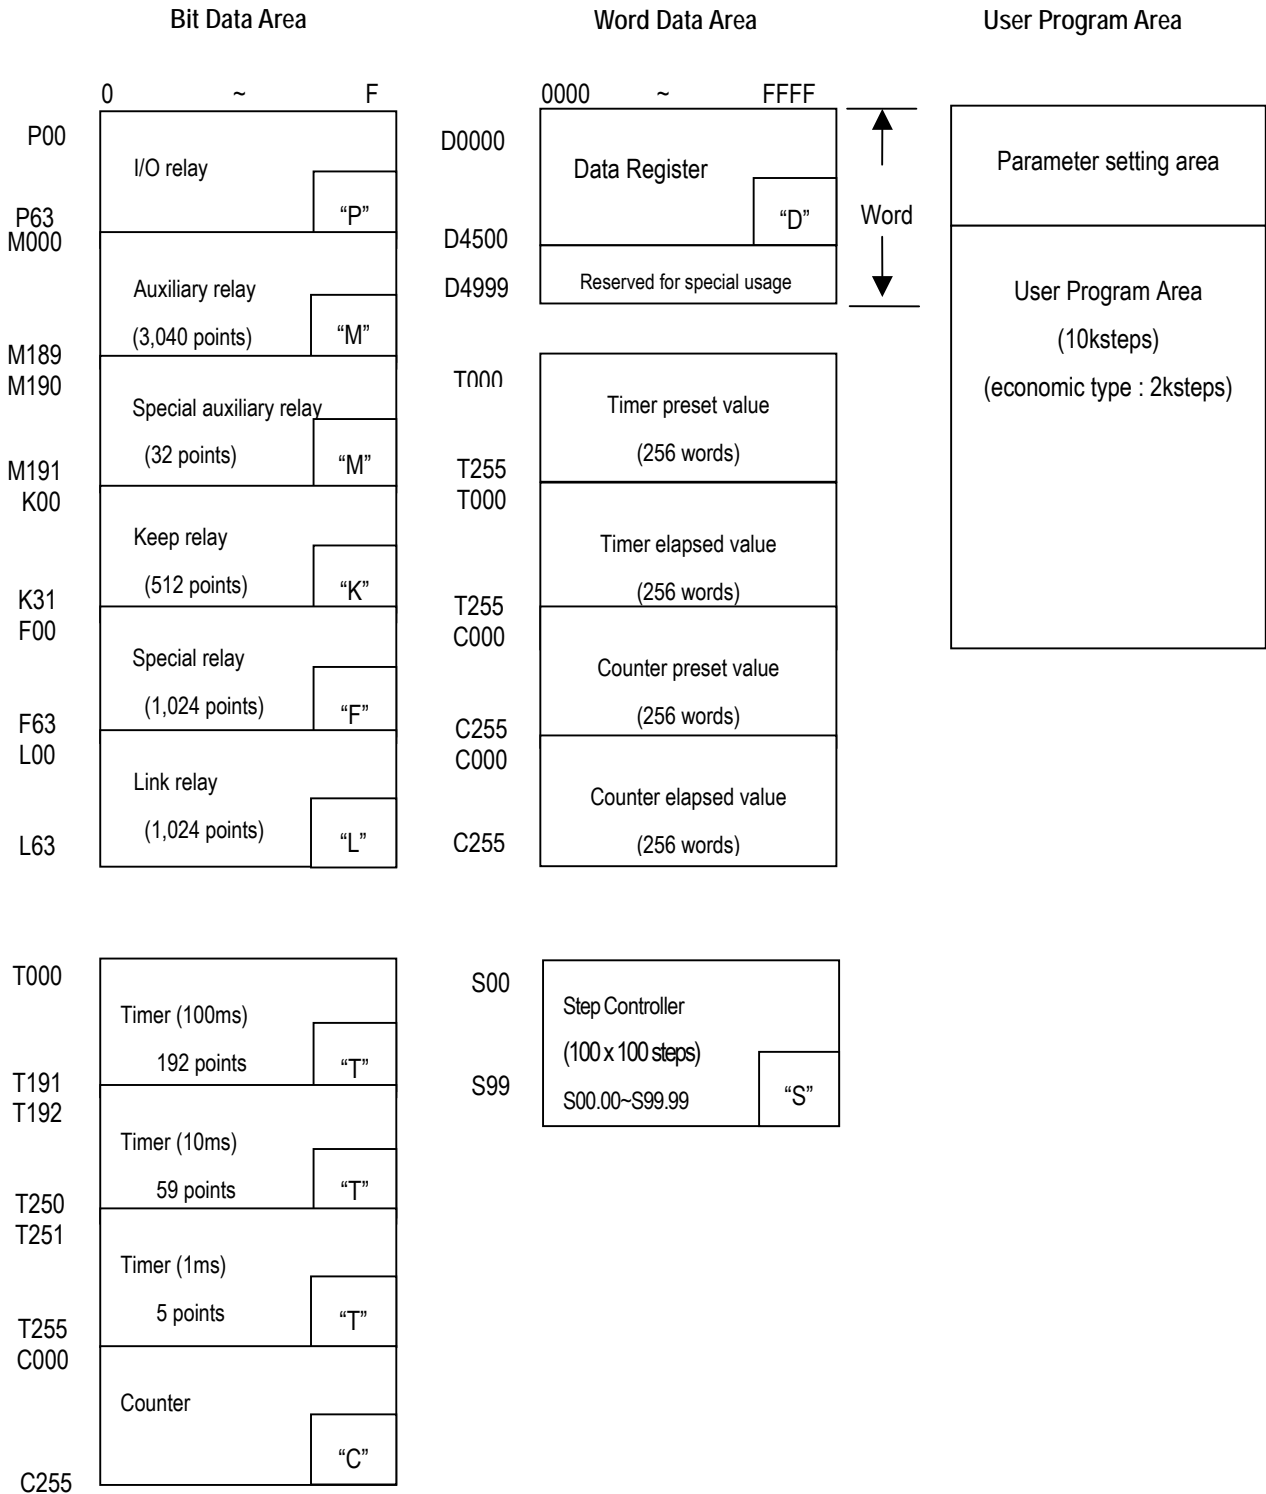 Bit Data Area
Word Data Area
User Program Area
0 ~ F
P00
I/O relay
"P"
P63
M000
Auxiliary relay
(3,040 points)
"M"
M189
M190
Special auxiliary relay
(32 points)
"M"
M191
K00
Keep relay
(512 points)
"K"
K31
F00
Special relay
(1,024 points)
"F"
F63
L00
Link relay
(1,024 points)
"L"
L63
T000
Timer (100ms)
192 points
"T"
T191
T192
Timer (10ms)
59 points
"T"
T250
T251
Timer (1ms)
5 points
"T"
T255
C000
Counter
"C"
C255
0000 ~ FFFF
D0000
Data Register
"D"
Word
D4500
Reserved for special usage
D4999
T000
Timer preset value
(256 words)
T255
T000
Timer elapsed value
(256 words)
T255
C000
Counter preset value
(256 words)
C255
C000
Counter elapsed value
(256 words)
C255
S00
Step Controller
(100 x 100 steps)
S00.00~S99.99
"S"
S99
Parameter setting area
User Program Area
(10ksteps)
(economic type : 2ksteps)